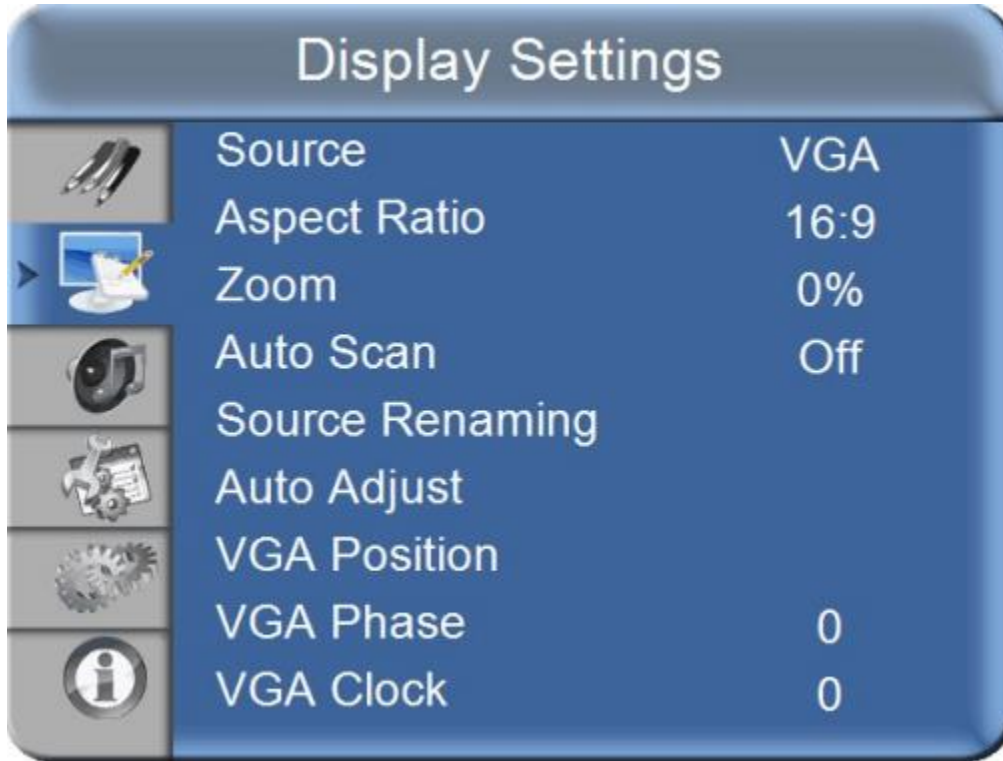 Display Settings
Source VGA
Aspect Ratio 16:9
Zoom 0%
Auto Scan Off
Source Renaming
Auto Adjust
VGA Position
VGA Phase 0
VGA Clock 0